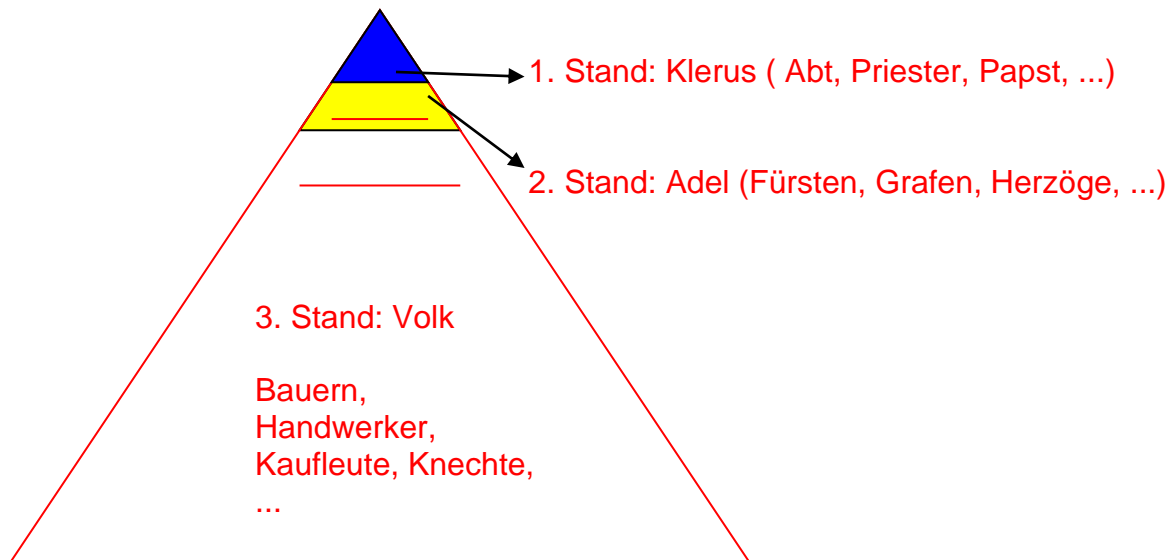 1. Stand: Klerus ( Abt, Priester, Papst, ...)
2. Stand: Adel (Fürsten, Grafen, Herzöge, ...)
3. Stand: Volk
Bauern,
Handwerker,
Kaufleute, Knechte,
...